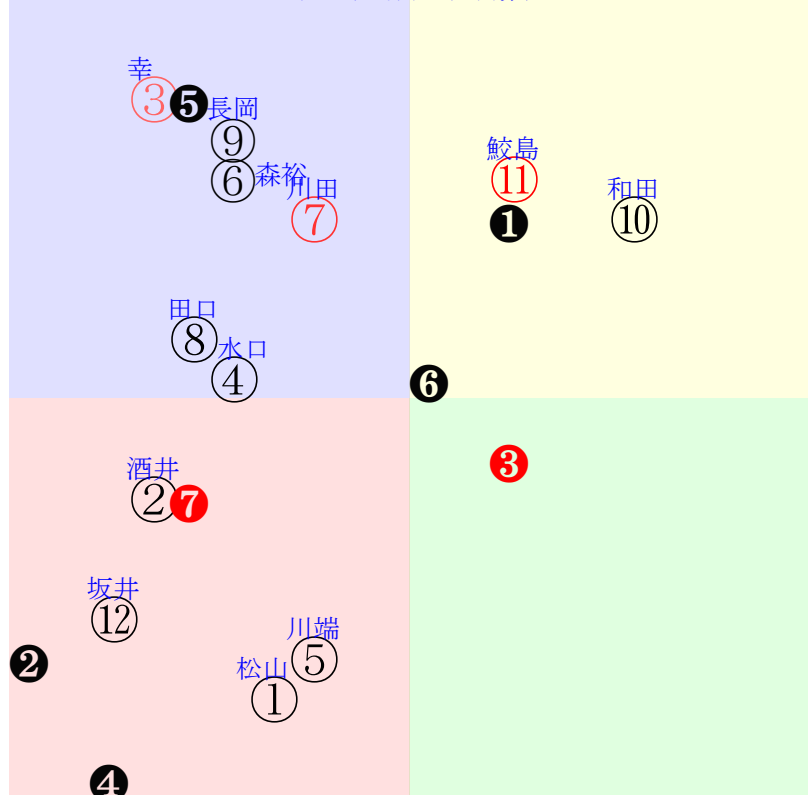 幸
③
❺
長岡
⑨
⑥
森裕
川田
⑦
鮫島
⑪
❶
和田
⑩
田口
⑧
水口
④
❻
酒井
②
❼
❸
坂井
⑫
❷
川端
⑤
松山
①
❹